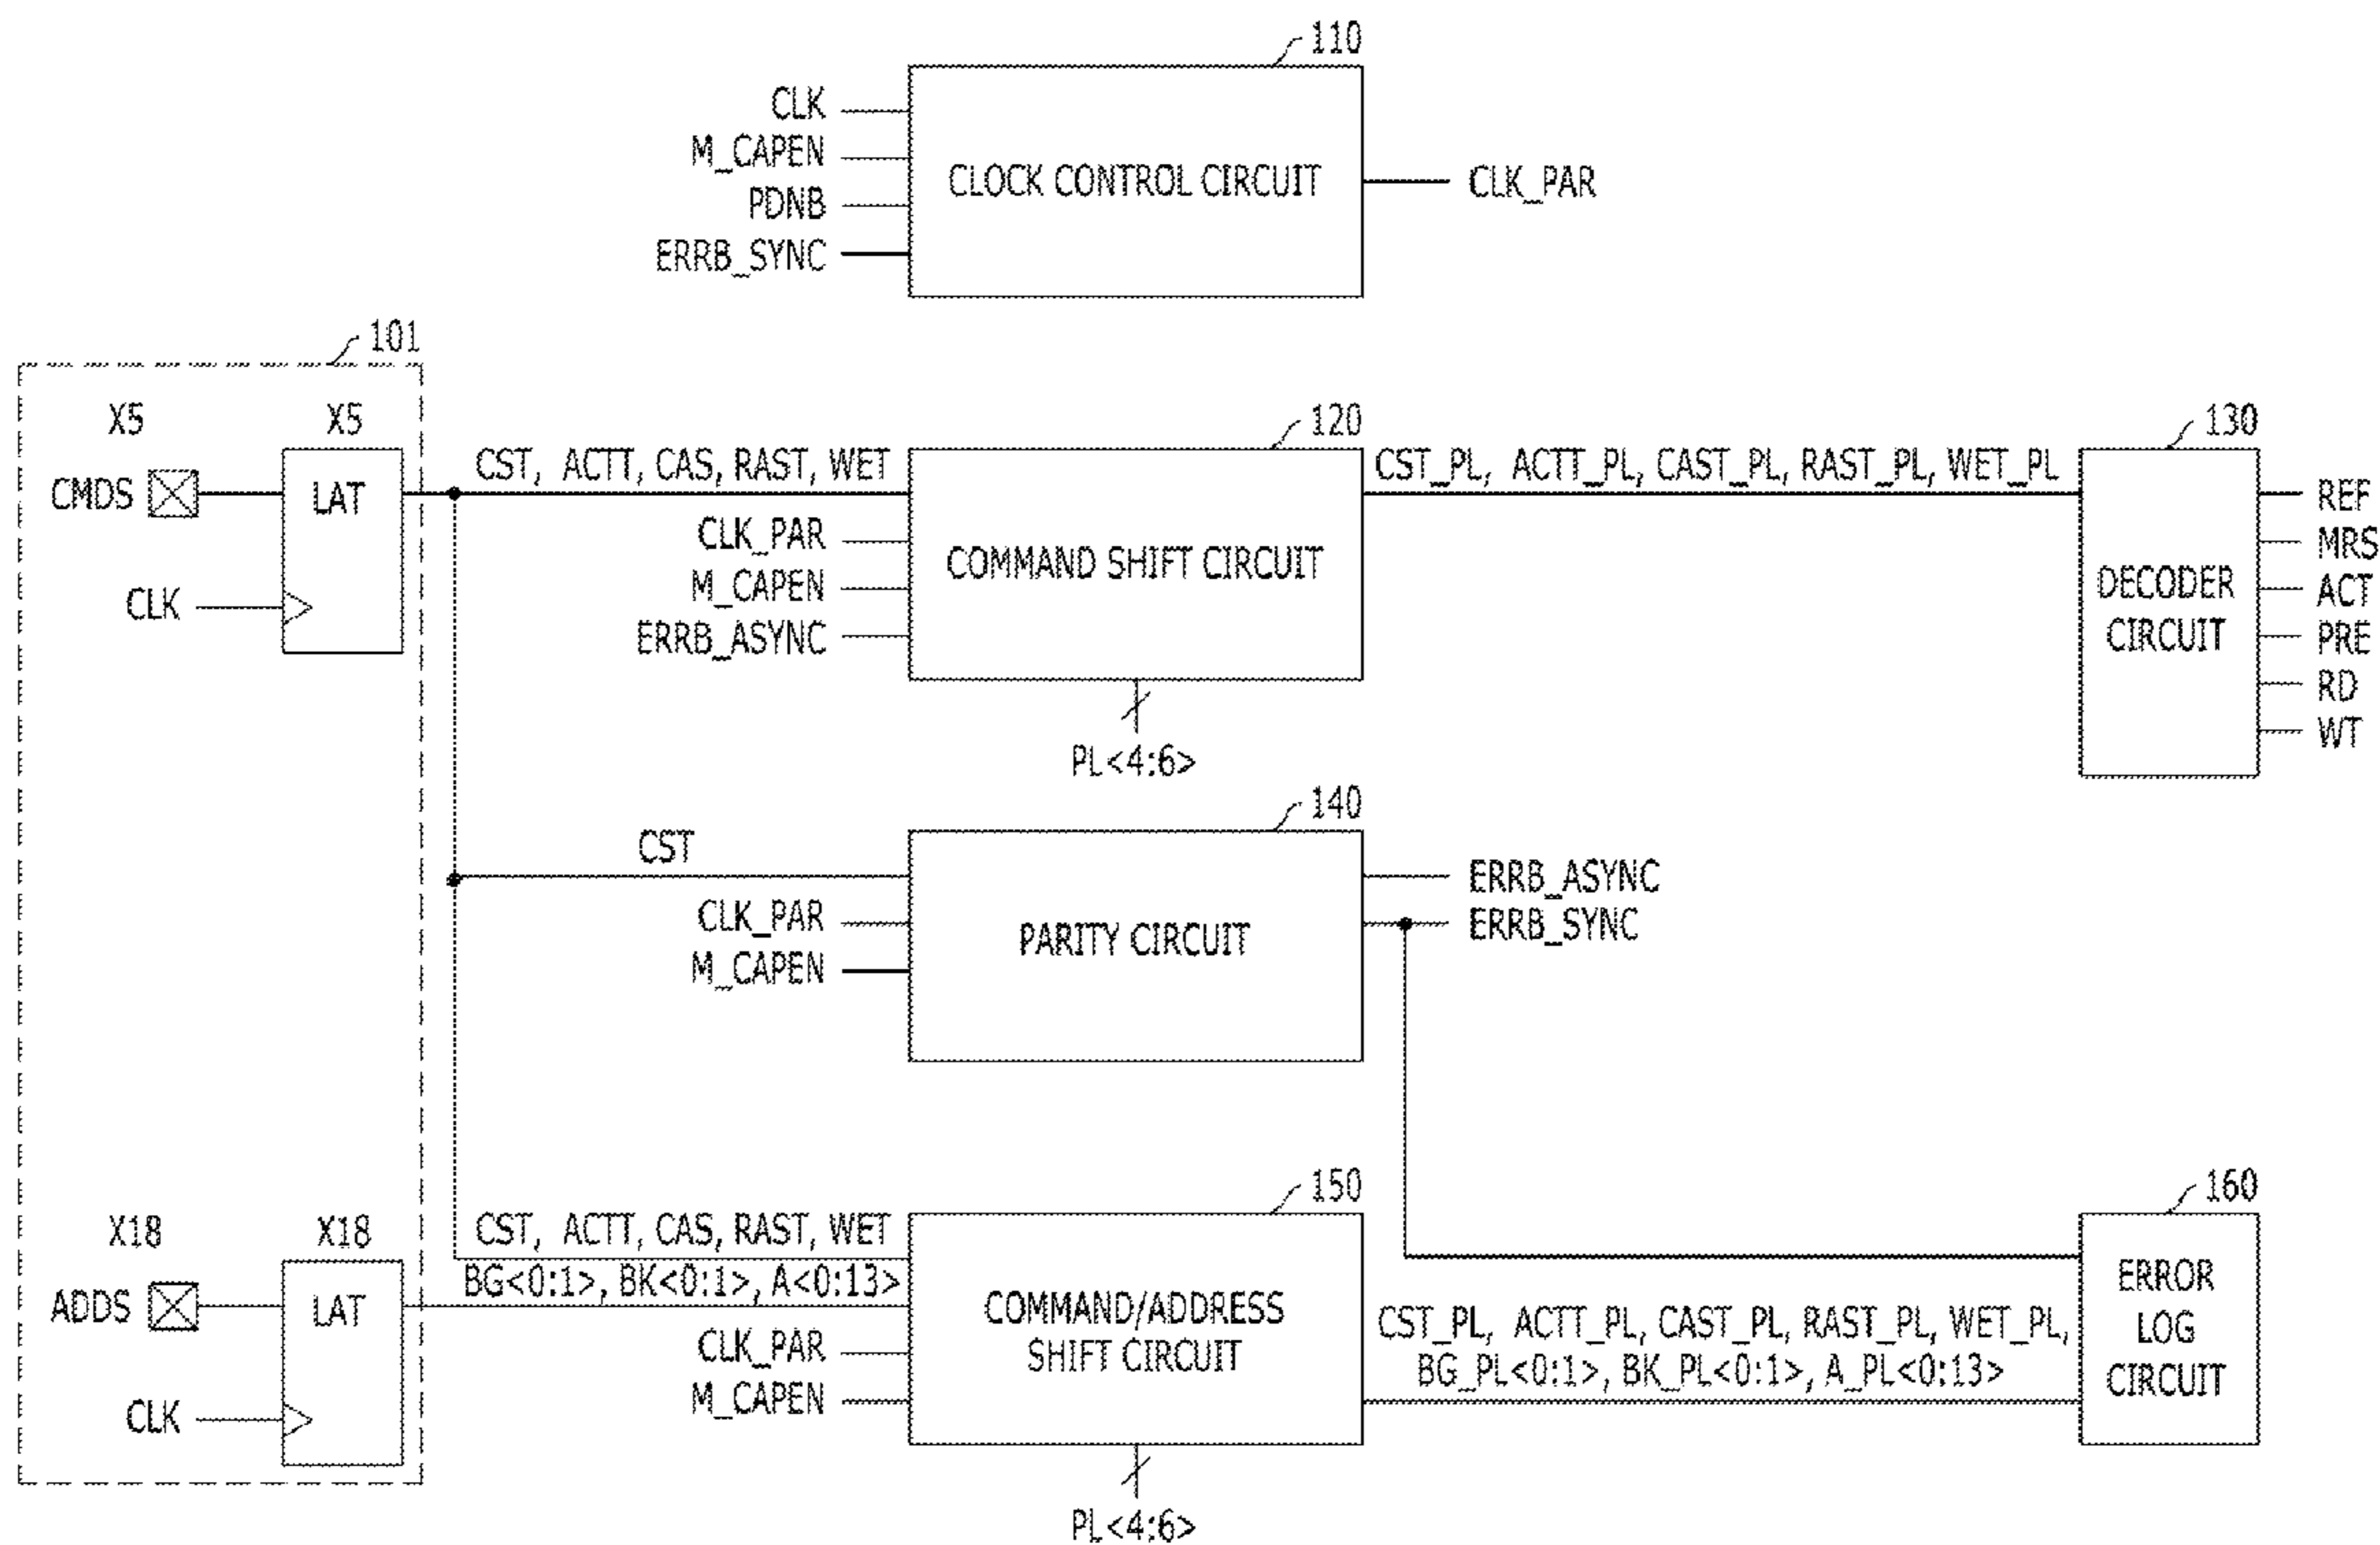 110
CLK
M_CAPEN
PDNB
ERRB_SYNC
CLOCK CONTROL CIRCUIT
CLK_PAR
101
X5
X5
CMDS
LAT
CLK
120
CST, ACTT, CAS, RAST, WET
CLK_PAR
M_CAPEN
ERRB_ASYNC
COMMAND SHIFT CIRCUIT
PL<4:6>
CST_PL, ACTT_PL, CAST_PL, RAST_PL, WET_PL
130
DECODER
CIRCUIT
REF
MRS
ACT
PRE
RD
WT
140
CST
CLK_PAR
M_CAPEN
PARITY CIRCUIT
ERRB_ASYNC
ERRB_SYNC
X18
X18
ADDS
LAT
CLK
150
CST, ACTT, CAS, RAST, WET
BG<0:1>, BK<0:1>, A<0:13>
CLK_PAR
M_CAPEN
COMMAND/ADDRESS
SHIFT CIRCUIT
PL<4:6>
CST_PL, ACTT_PL, CAST_PL, RAST_PL, WET_PL,
BG_PL<0:1>, BK_PL<0:1>, A_PL<0:13>
160
ERROR
LOG
CIRCUIT